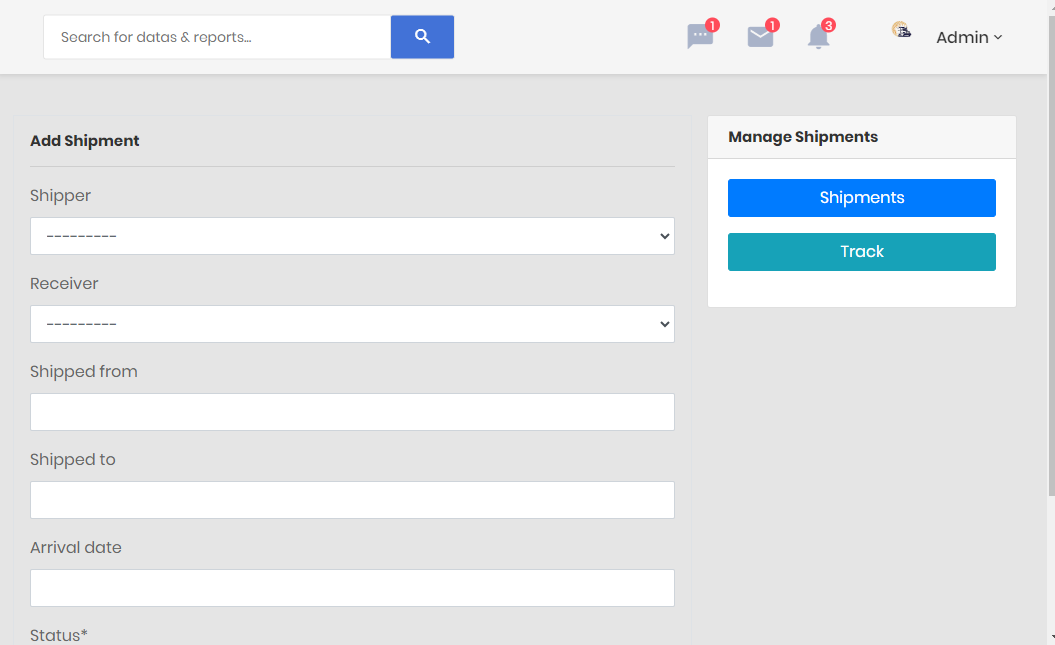 Search for datas & reports...
1
1
3
Admin
Add Shipment
Manage Shipments
Shipper
---------
Shipments
Track
Receiver
---------
Shipped from
Shipped to
Arrival date
Status*